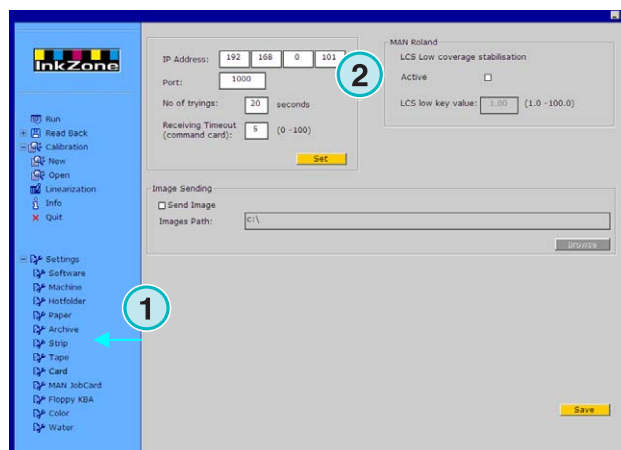 InkZone
Run
Read Back
Calibration
New
Open
Linearization
Info
Quit
Settings
Software
Machine
Hotfolder
Paper
Archive
Strip
Tape
Card
MAN JobCard
Floppy KBA
Color
Water
1
IP Address: 192 168 0 101
Port: 1000
No of tryings: 20 seconds
Receiving Timeout
(command card): 5 (0 -100)
Set
2
MAN Roland
LCS Low coverage stabilisation
Active
LCS low key value: 1.00 (1.0 -100.0)
Image Sending
Send Image
Images Path: c:\
Browse
Save